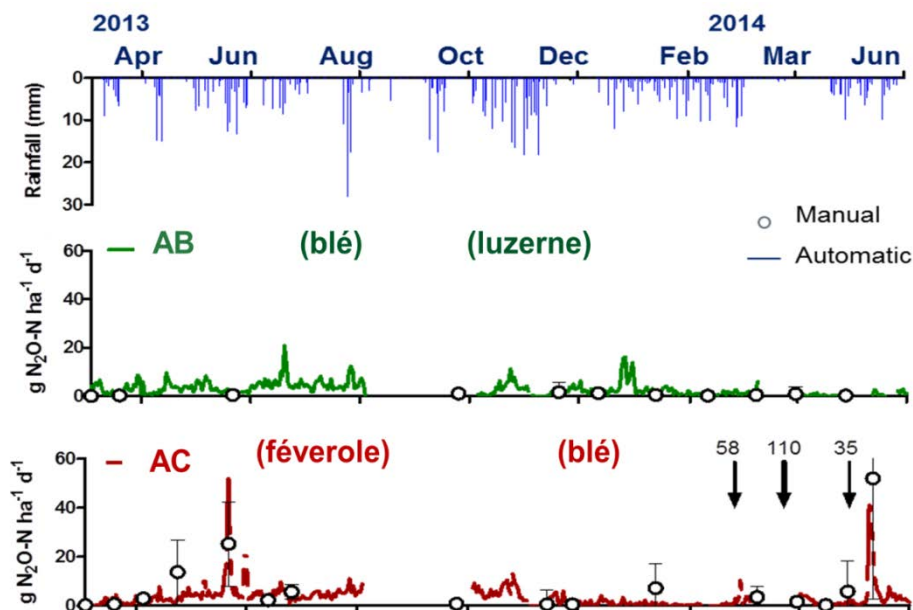 2013 2014
Apr Jun Aug Oct Dec Feb Mar Jun
Rainfall (mm)
0
10
20
30
Manual
Automatic
AB (blé) (luzerne)
g N₂O-N ha⁻¹ d⁻¹
60
40
20
0
AC (féverole) (blé)
58 110 35
g N₂O-N ha⁻¹ d⁻¹
60
40
20
0